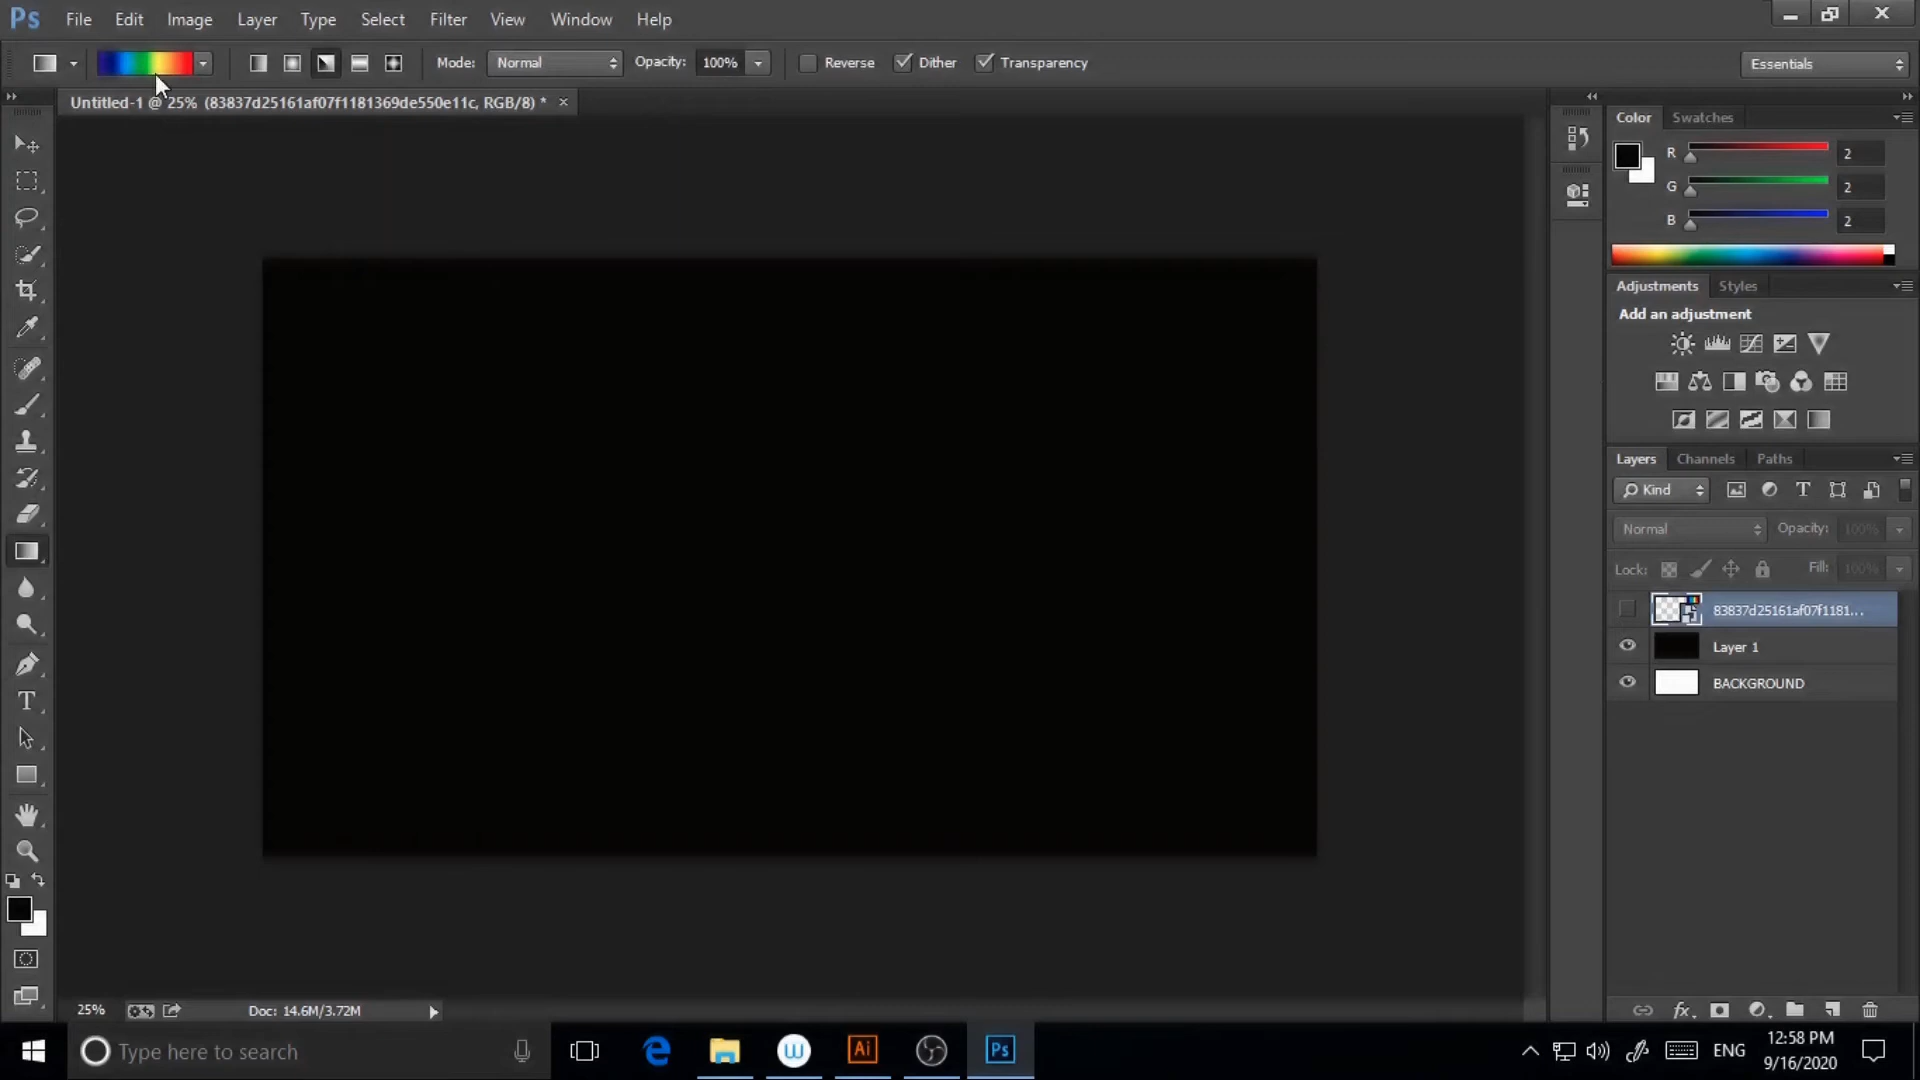 Ps File Edit Image Layer Type Select Filter View Window Help
Mode: Normal Opacity: 100% Reverse Dither Transparency Essentials
Untitled-1 @ 25% (83837d25161af07f1181369de550e11c, RGB/8) * ×
Color Swatches
R 2
G 2
B 2
Adjustments Styles
Add an adjustment
Layers Channels Paths
Kind
Normal Opacity: 100%
Lock: Fill: 100%
83837d25161af07f1181...
Layer 1
BACKGROUND
25% Doc: 14.6M/3.72M
Type here to search
Ai
Ps
ENG
12:58 PM
9/16/2020